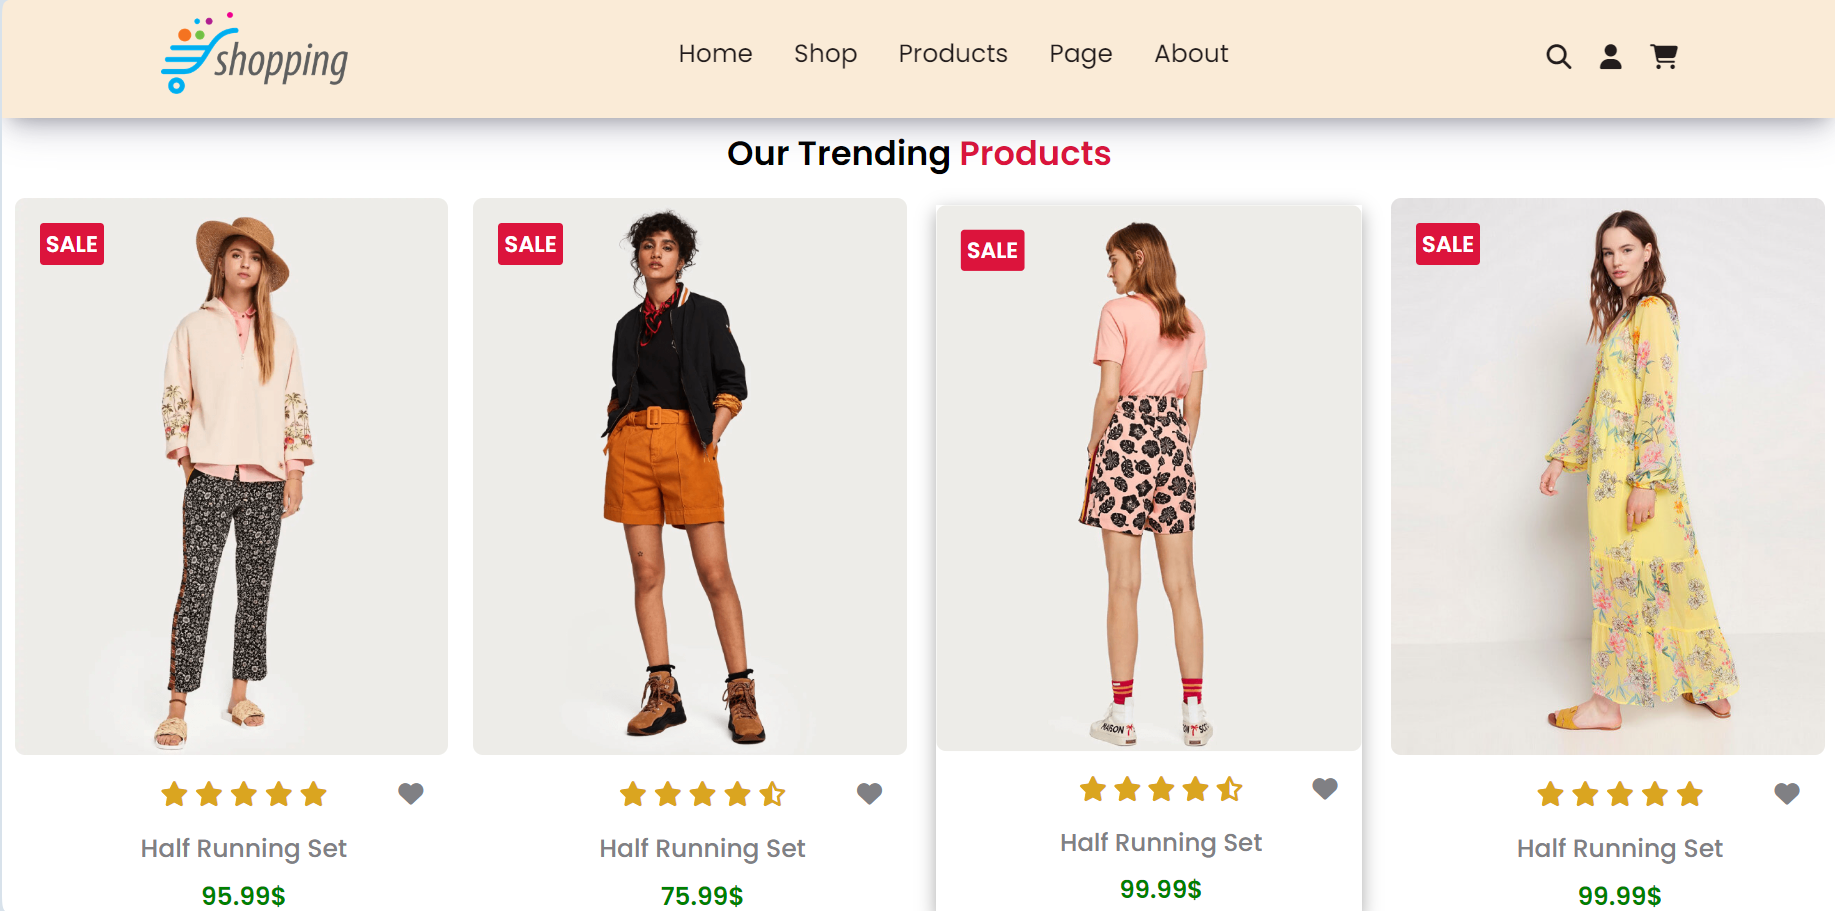 shopping
Home Shop Products Page About
Our Trending Products
SALE
SALE
SALE
SALE
MAISON
Half Running Set
Half Running Set
Half Running Set
Half Running Set
95.99$
75.99$
99.99$
99.99$